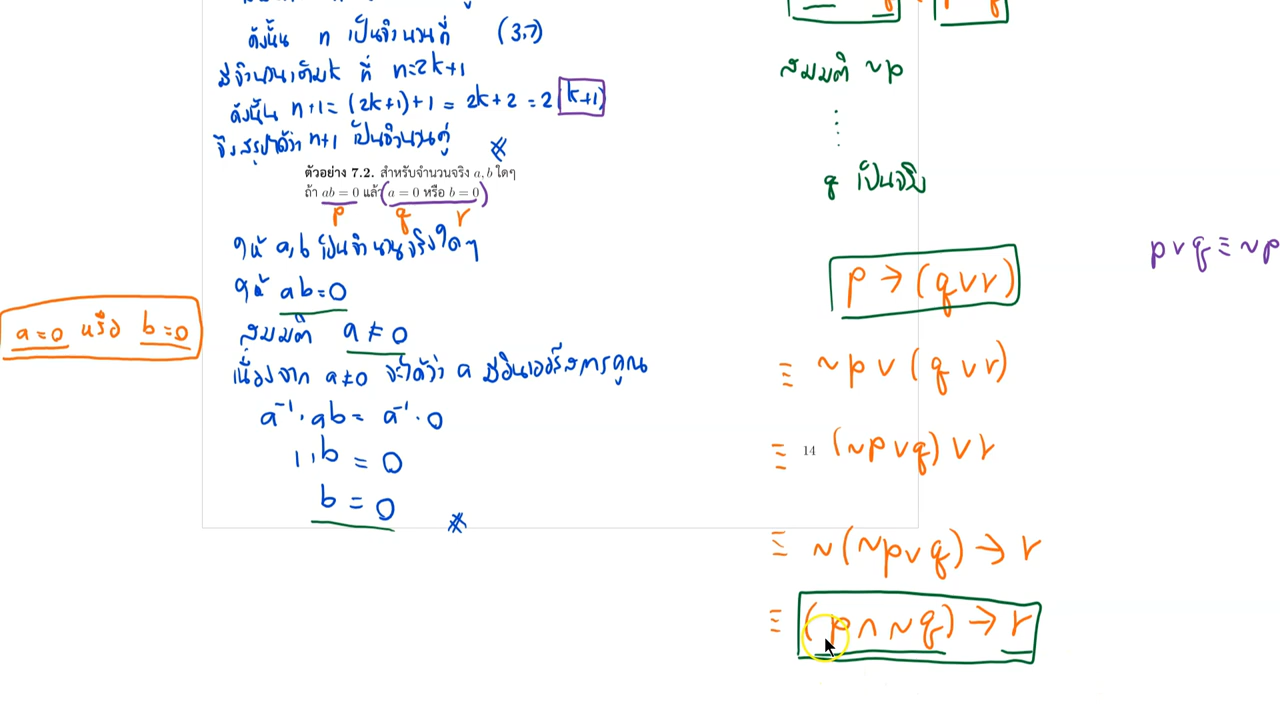 ดังนั้น n เป็นจำนวนคี่ (3,7)
มีจำนวนเต็ม k ที่ n=2k+1
ดังนั้น n+1 = (2k+1)+1 = 2k+2 = 2(k+1)
จึงสรุปได้ว่า n+1 เป็นจำนวนคู่ #
ตัวอย่าง 7.2. สำหรับจำนวนจริง a, b ใดๆ
ถ้า ab = 0 แล้ว (a = 0 หรือ b = 0)
p q r
ให้ a,b เป็นจำนวนจริงใดๆ
ให้ ab=0
สมมติ a ≠ 0
เนื่องจาก a≠0 จะได้ว่า a มีอินเวอร์สการคูณ
a⁻¹·ab = a⁻¹·0
1·b = 0
b = 0 #
a=0 หรือ b=0
สมมติ ~p
q เป็นจริง
p → (q∨r)
≡ ~p ∨ (q ∨ r)
≡ (~p ∨ q) ∨ r
14
≡ ~(~p ∨ q) → r
≡ (p ∧ ~q) → r
p ∨ q ≡ ~p